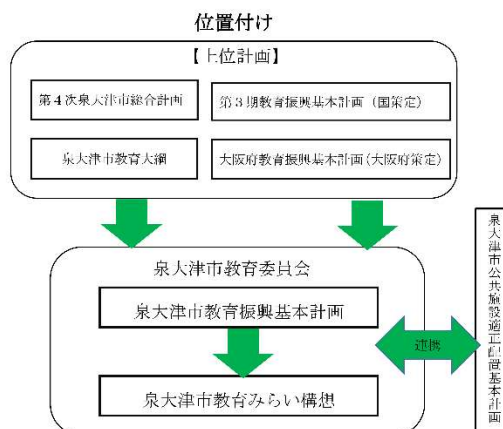 位置付け
【上位計画】
第4次泉大津市総合計画
第3期教育振興基本計画（国策定）
泉大津市教育大綱
大阪府教育振興基本計画（大阪府策定）
泉大津市教育委員会
泉大津市教育振興基本計画
連携
泉大津市教育みらい構想
泉大津市公共施設適正配置基本計画